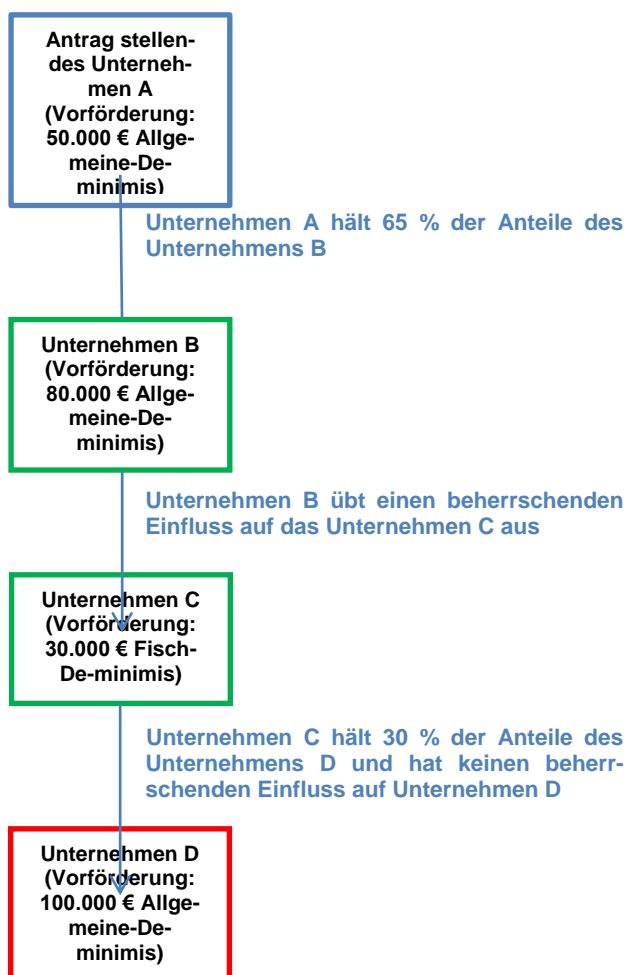 Antrag stellen-
des Unterneh-
men A
(Vorförderung:
50.000 € Allge-
meine-De-
minimis)
Unternehmen A hält 65 % der Anteile des
Unternehmens B
Unternehmen B
(Vorförderung:
80.000 € Allge-
meine-De-
minimis)
Unternehmen B übt einen beherrschenden
Einfluss auf das Unternehmen C aus
Unternehmen C
(Vorförderung:
30.000 € Fisch-
De-minimis)
Unternehmen C hält 30 % der Anteile des
Unternehmens D und hat keinen beherr-
schenden Einfluss auf Unternehmen D
Unternehmen D
(Vorförderung:
100.000 € Allge-
meine-De-
minimis)